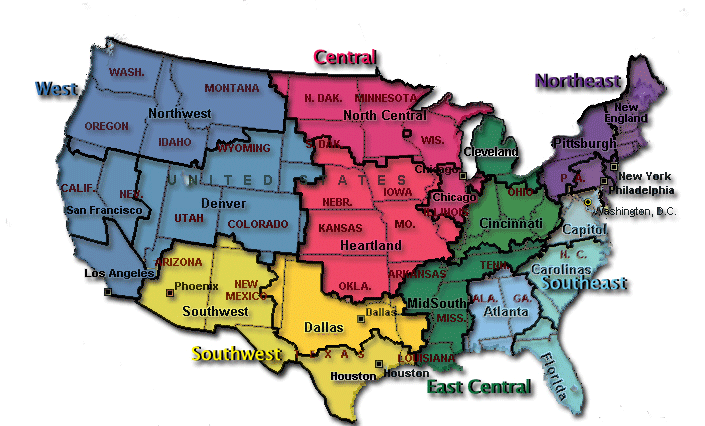 Central
West
Northeast
WASH.
MONTANA
N. DAK.
MINNESOTA
New
England
Northwest
North Central
OREGON
IDAHO
WYOMING
S. DAK.
WIS.
Cleveland
Pittsburgh
Chicago
New York
UNITED STATES
P A.
Philadelphia
CALIF.
NEV.
NEBR.
IOWA
Chicago
ILLINOIS
OHIO
Washington, D.C.
San Francisco
Denver
UTAH
COLORADO
KANSAS
MO.
Cincinnati
Capitol
Heartland
Los Angeles
ARIZONA
Phoenix
NEW
MEXICO
OKLA.
ARKANSAS
TENN.
N. C.
Carolinas
Southeast
Southwest
Dallas
Dallas
MidSouth
MISS.
ALA.
GA.
Atlanta
Southwest
TEXAS
LOUISIANA
Houston
Houston
East Central
Florida